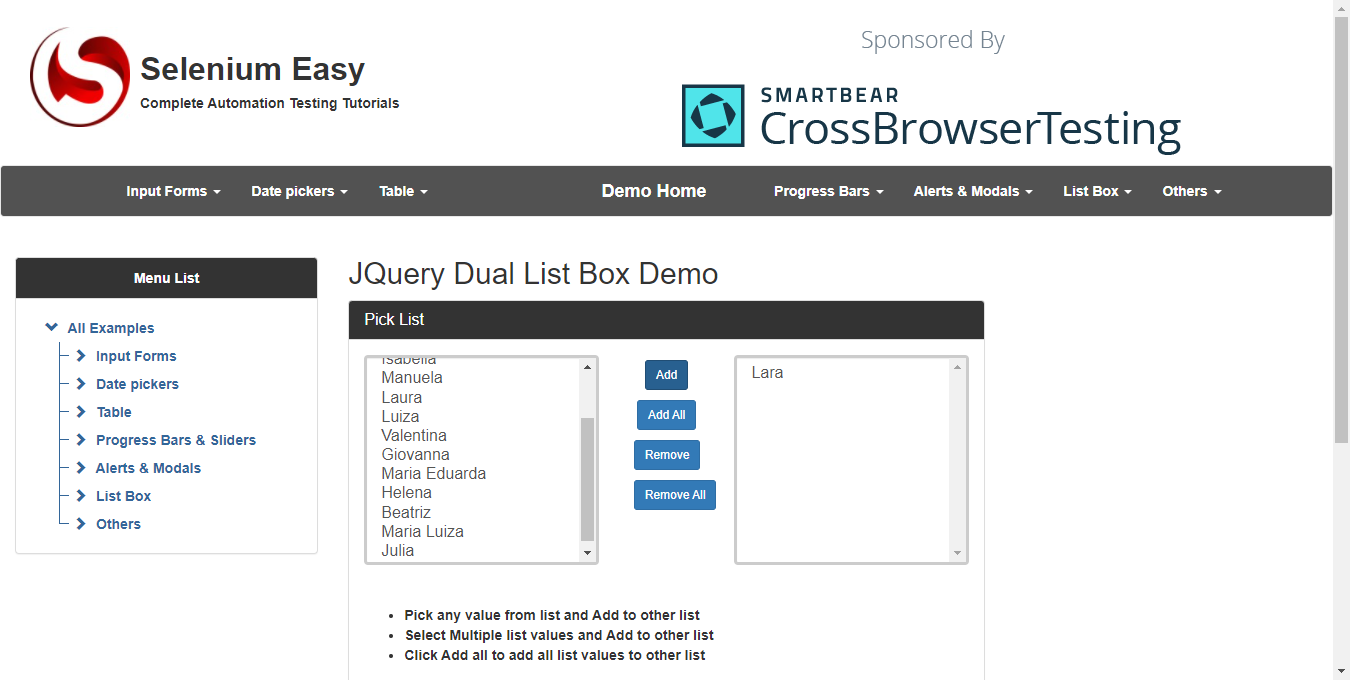 Sponsored By
Selenium Easy
Complete Automation Testing Tutorials
SMARTBEAR
CrossBrowserTesting
Input Forms
Date pickers
Table
Demo Home
Progress Bars
Alerts & Modals
List Box
Others
Menu List
All Examples
Input Forms
Date pickers
Table
Progress Bars & Sliders
Alerts & Modals
List Box
Others
JQuery Dual List Box Demo
Pick List
Isabella
Manuela
Laura
Luiza
Valentina
Giovanna
Maria Eduarda
Helena
Beatriz
Maria Luiza
Julia
Add
Add All
Remove
Remove All
Lara
• Pick any value from list and Add to other list
• Select Multiple list values and Add to other list
• Click Add all to add all list values to other list